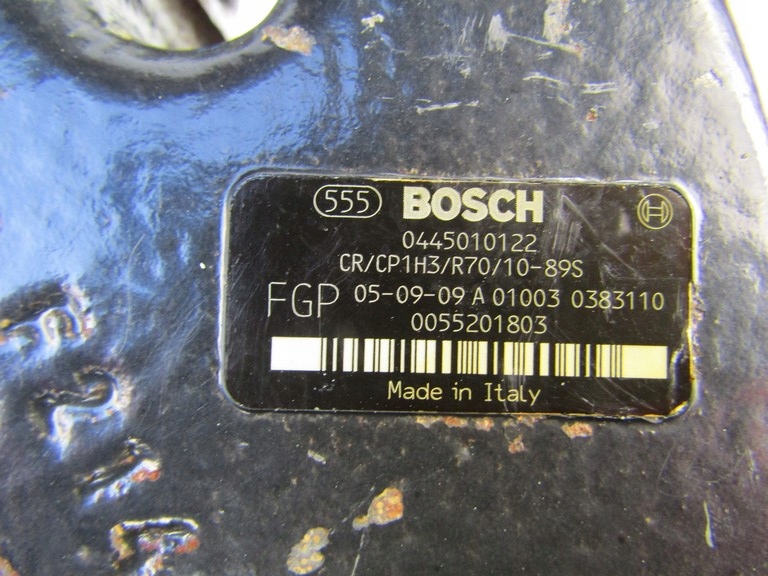 555 BOSCH
0445010122
CR/CP1H3/R70/10-89S
FGP 05-09-09 A 01003 0383110
0055201803
Made in Italy